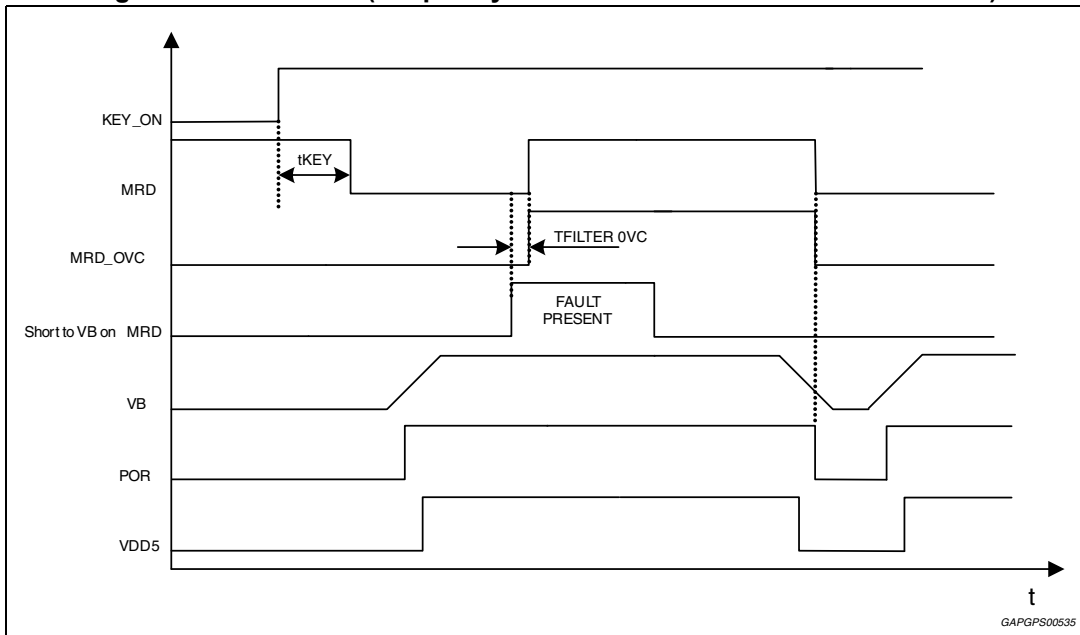 KEY_ON
tKEY
MRD
TFILTER 0VC
MRD_OVC
FAULT
PRESENT
Short to VB on MRD
VB
POR
VDD5
t
GAPGPS00535